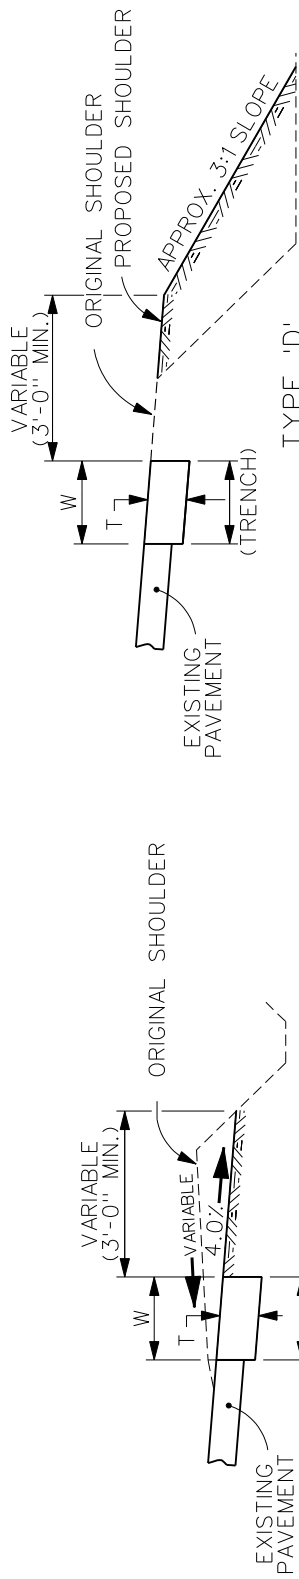 VARIABLE
(3'-0" MIN.)
W
T
ORIGINAL SHOULDER
VARIABLE
4.0%
EXISTING
PAVEMENT
VARIABLE
(3'-0" MIN.)
W
T
ORIGINAL SHOULDER
PROPOSED SHOULDER
APPROX. 3:1 SLOPE
(TRENCH)
EXISTING
PAVEMENT
TYPE 'D'